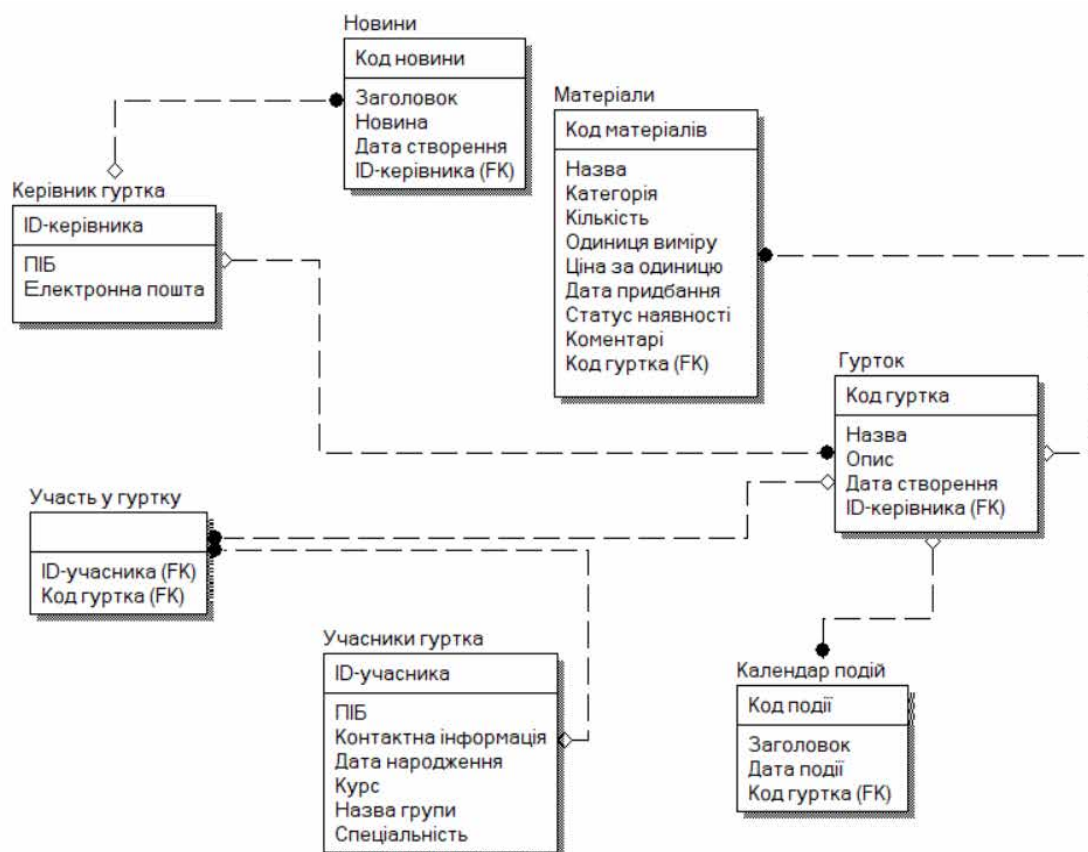 Новини
Код новини
Заголовок
Новина
Дата створення
ID-керівника (FK)
Матеріали
Код матеріалів
Назва
Категорія
Кількість
Одиниця виміру
Ціна за одиницю
Дата придбання
Статус наявності
Коментарі
Код гуртка (FK)
Керівник гуртка
ID-керівника
ПІБ
Електронна пошта
Гурток
Код гуртка
Назва
Опис
Дата створення
ID-керівника (FK)
Участь у гуртку
ID-учасника (FK)
Код гуртка (FK)
Учасники гуртка
ID-учасника
ПІБ
Контактна інформація
Дата народження
Курс
Назва групи
Спеціальність
Календар подій
Код події
Заголовок
Дата події
Код гуртка (FK)